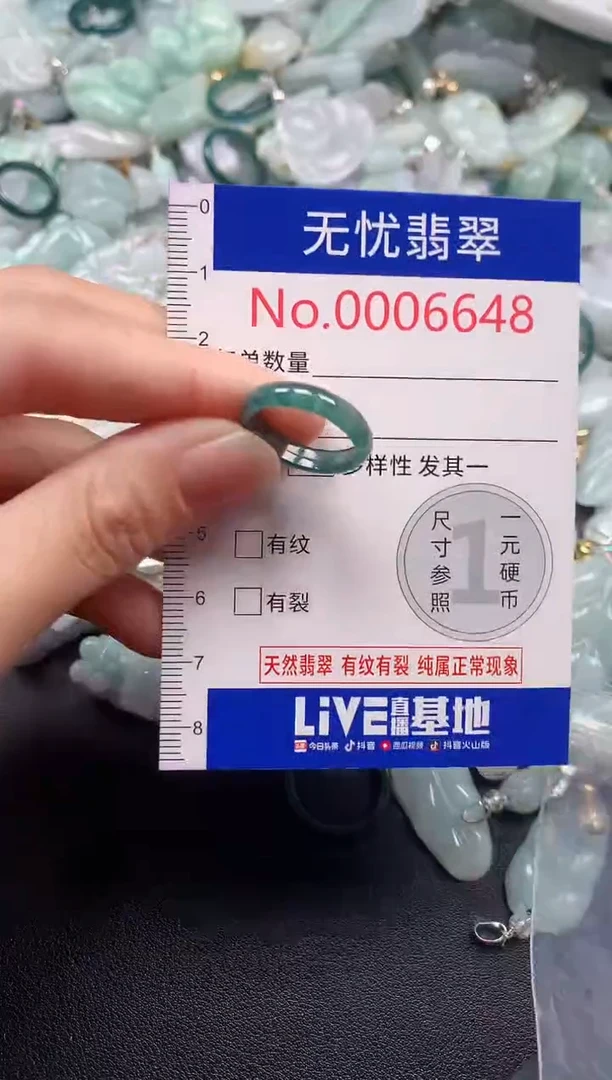 0
无忧翡翠
1
No.0006648
2
单数量
样性 发其一
5
有纹
尺寸参照
1
一元硬币
6
有裂
7
天然翡翠 有纹有裂 纯属正常现象
LiVE直播基地
8
今日头条 抖音 西瓜视频 抖音火山版